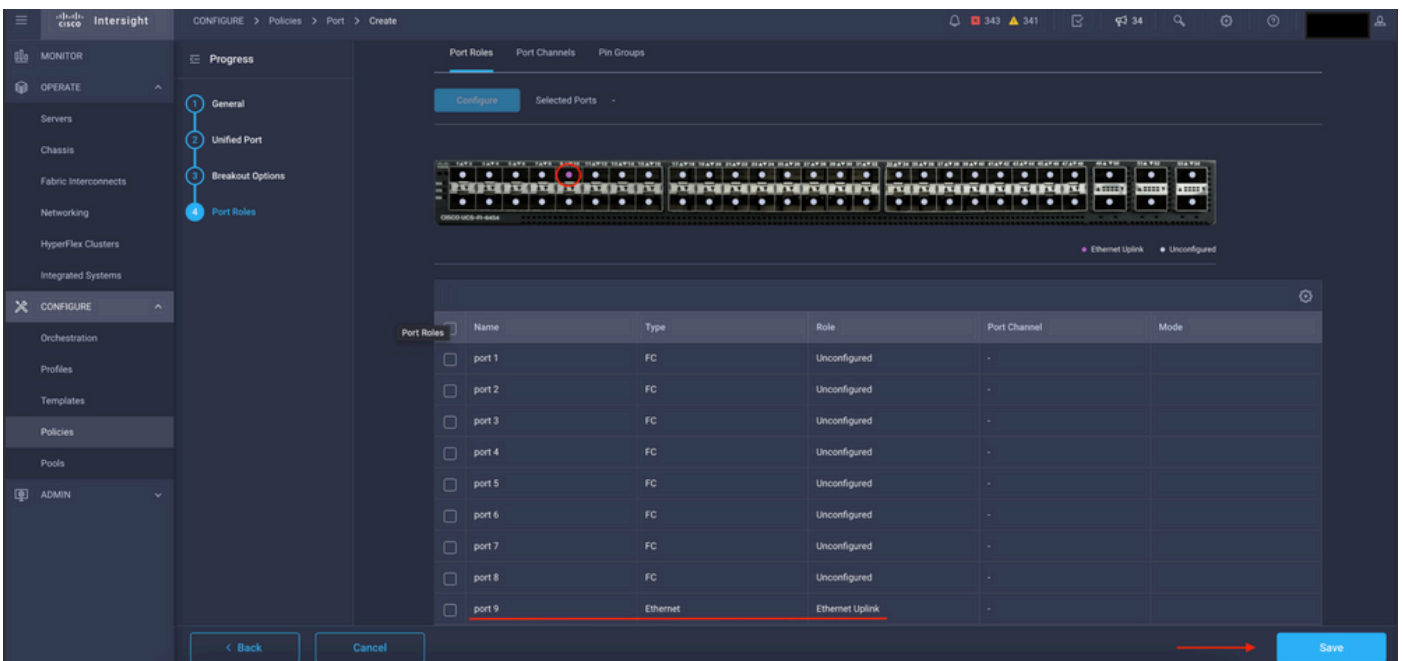 cisco Intersight
CONFIGURE > Policies > Port > Create
343 341 34
MONITOR
OPERATE
Servers
Chassis
Fabric Interconnects
Networking
HyperFlex Clusters
Integrated Systems
CONFIGURE
Orchestration
Profiles
Templates
Policies
Pools
ADMIN
Progress
1 General
2 Unified Port
3 Breakout Options
4 Port Roles
Port Roles Port Channels Pin Groups
Configure Selected Ports -
CISCO UCS-FI-6454
Ethernet Uplink Unconfigured
Port Roles
Name Type Role Port Channel Mode
port 1 FC Unconfigured -
port 2 FC Unconfigured -
port 3 FC Unconfigured -
port 4 FC Unconfigured -
port 5 FC Unconfigured -
port 6 FC Unconfigured -
port 7 FC Unconfigured -
port 8 FC Unconfigured -
port 9 Ethernet Ethernet Uplink -
< Back Cancel Save